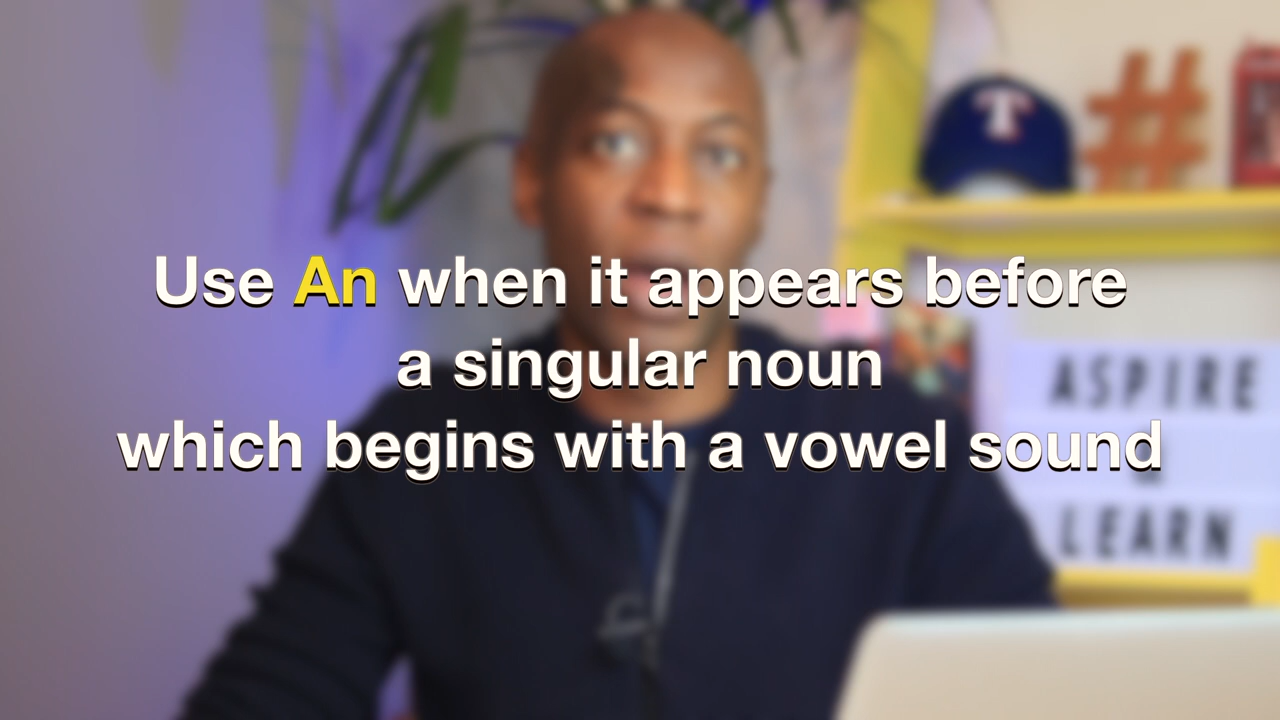 Use An when it appears before
a singular noun
which begins with a vowel sound
T
#
ASPIRE
&
LEARN